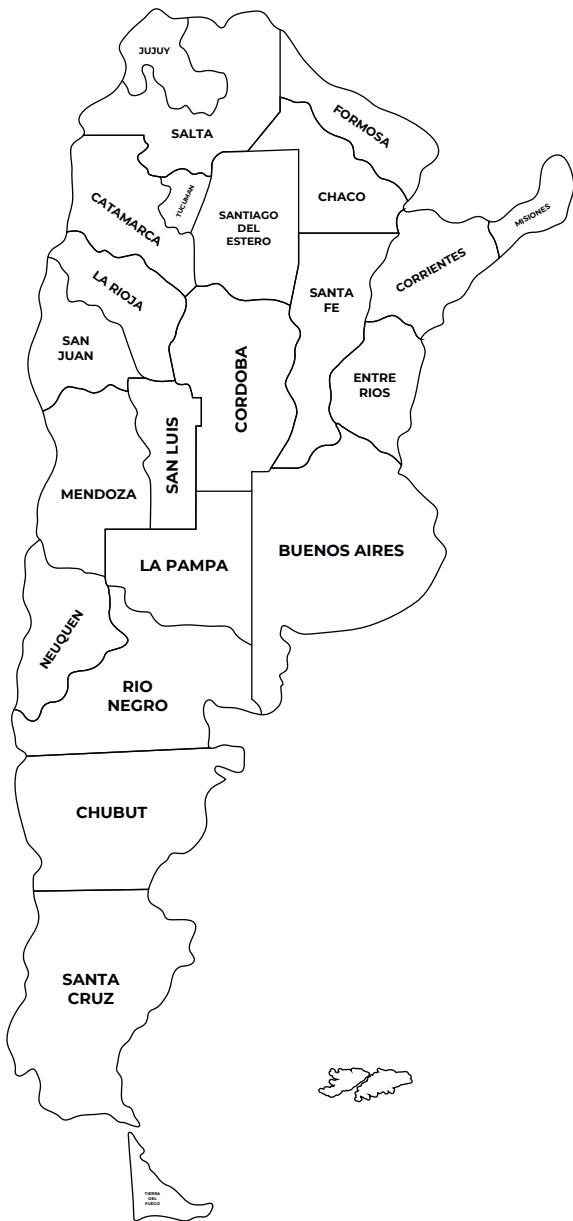 JUJUY
FORMOSA
SALTA
CHACO
TUCUMAN
CATAMARCA
SANTIAGO
DEL
ESTERO
MISIONES
CORRIENTES
LA RIOJA
SANTA
FE
SAN
JUAN
CORDOBA
ENTRE
RIOS
SAN LUIS
MENDOZA
BUENOS AIRES
LA PAMPA
NEUQUEN
RIO
NEGRO
CHUBUT
SANTA
CRUZ
TIERRA
DEL
FUEGO